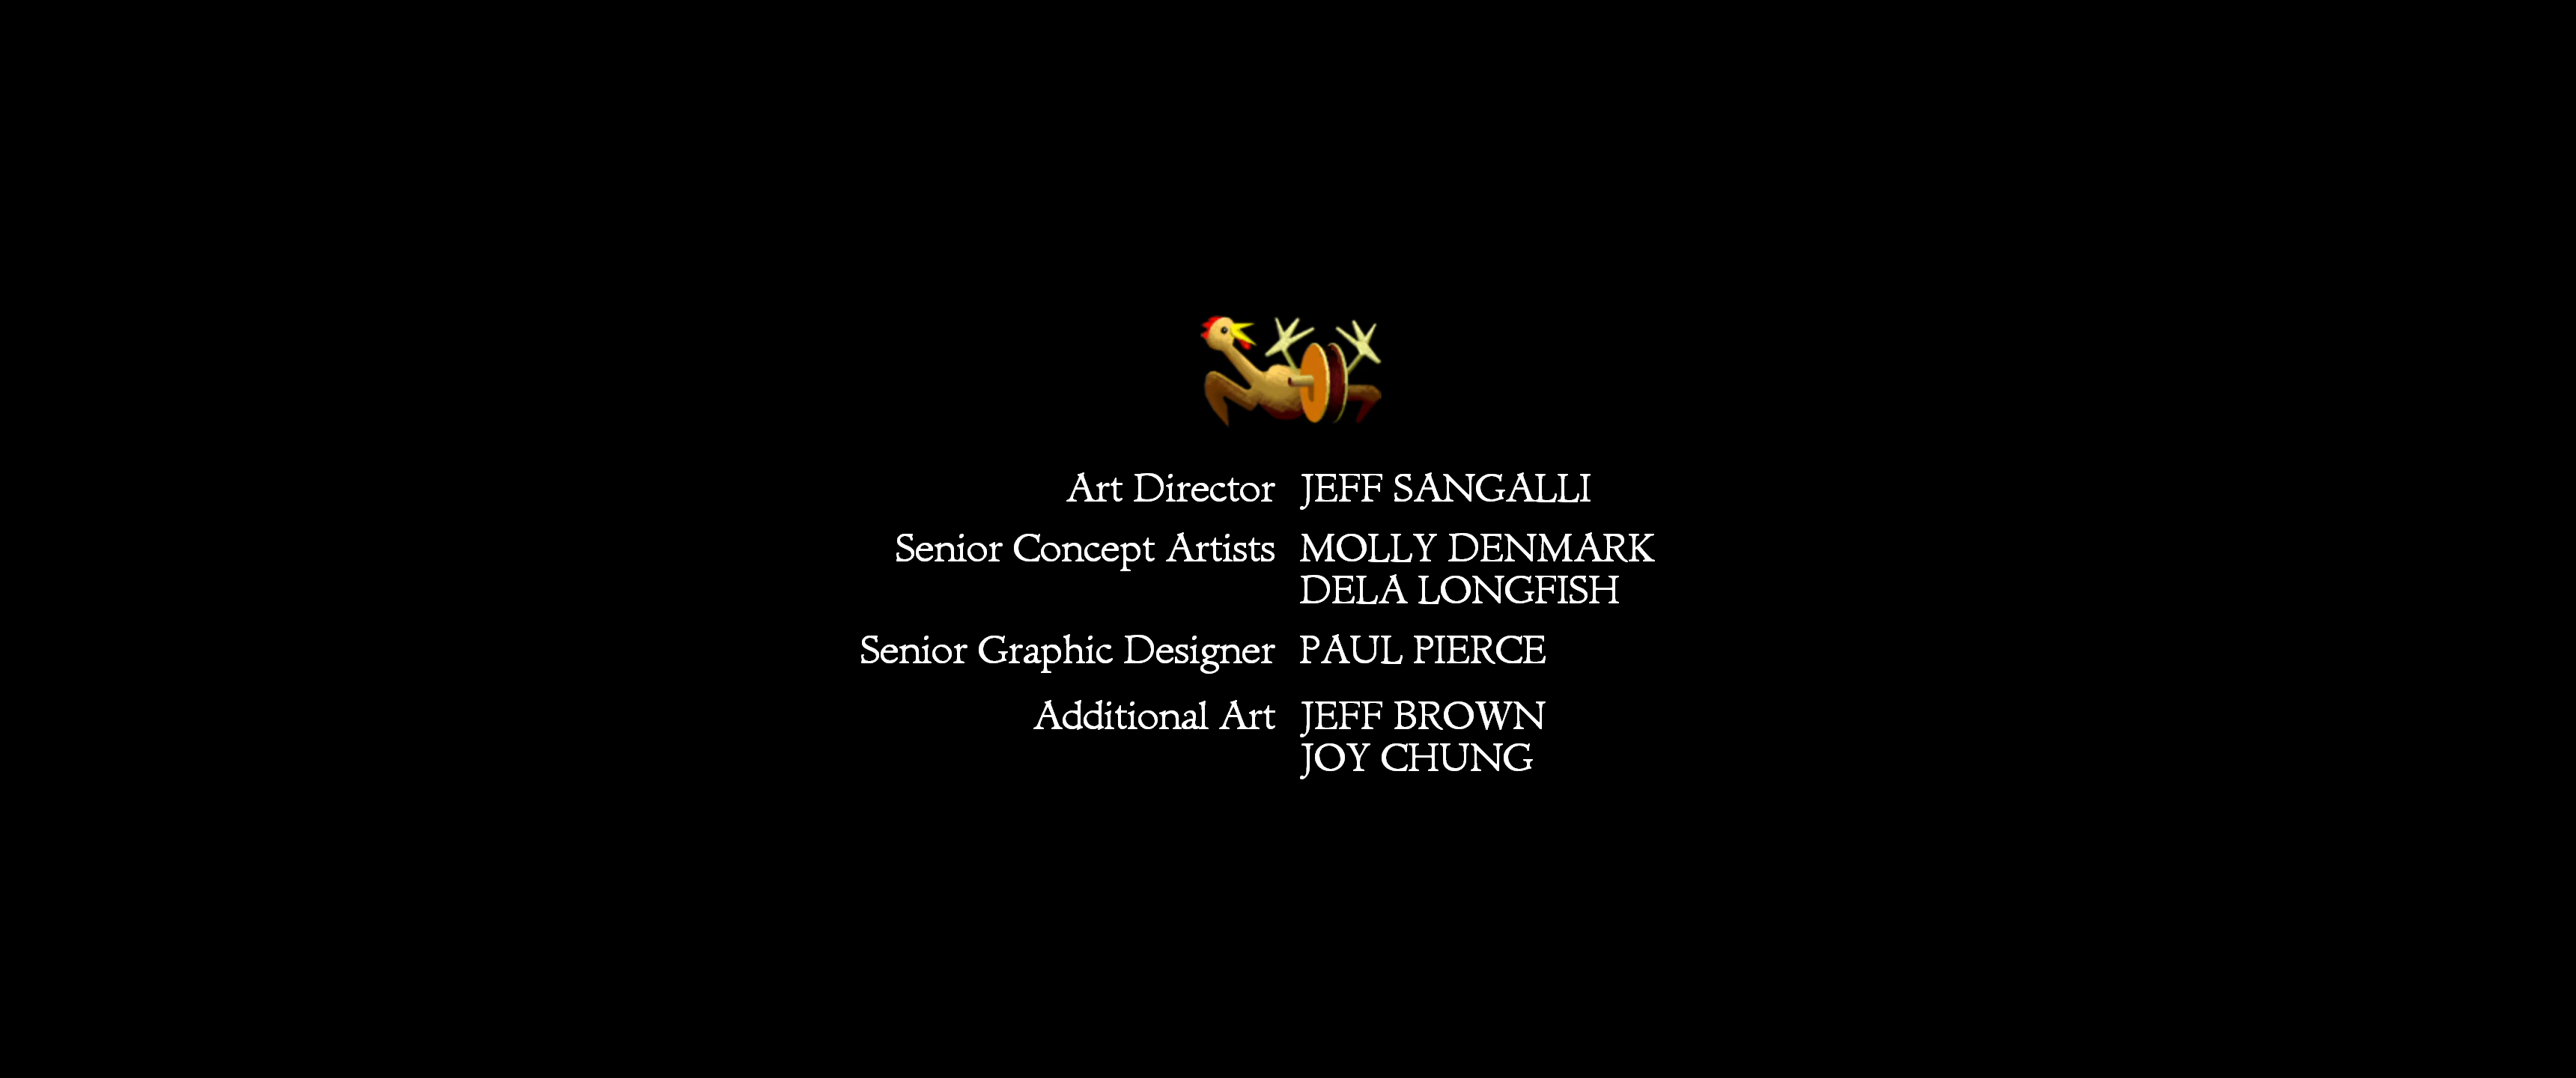 Art Director JEFF SANGALLI
Senior Concept Artists MOLLY DENMARK
DELA LONGFISH
Senior Graphic Designer PAUL PIERCE
Additional Art JEFF BROWN
JOY CHUNG